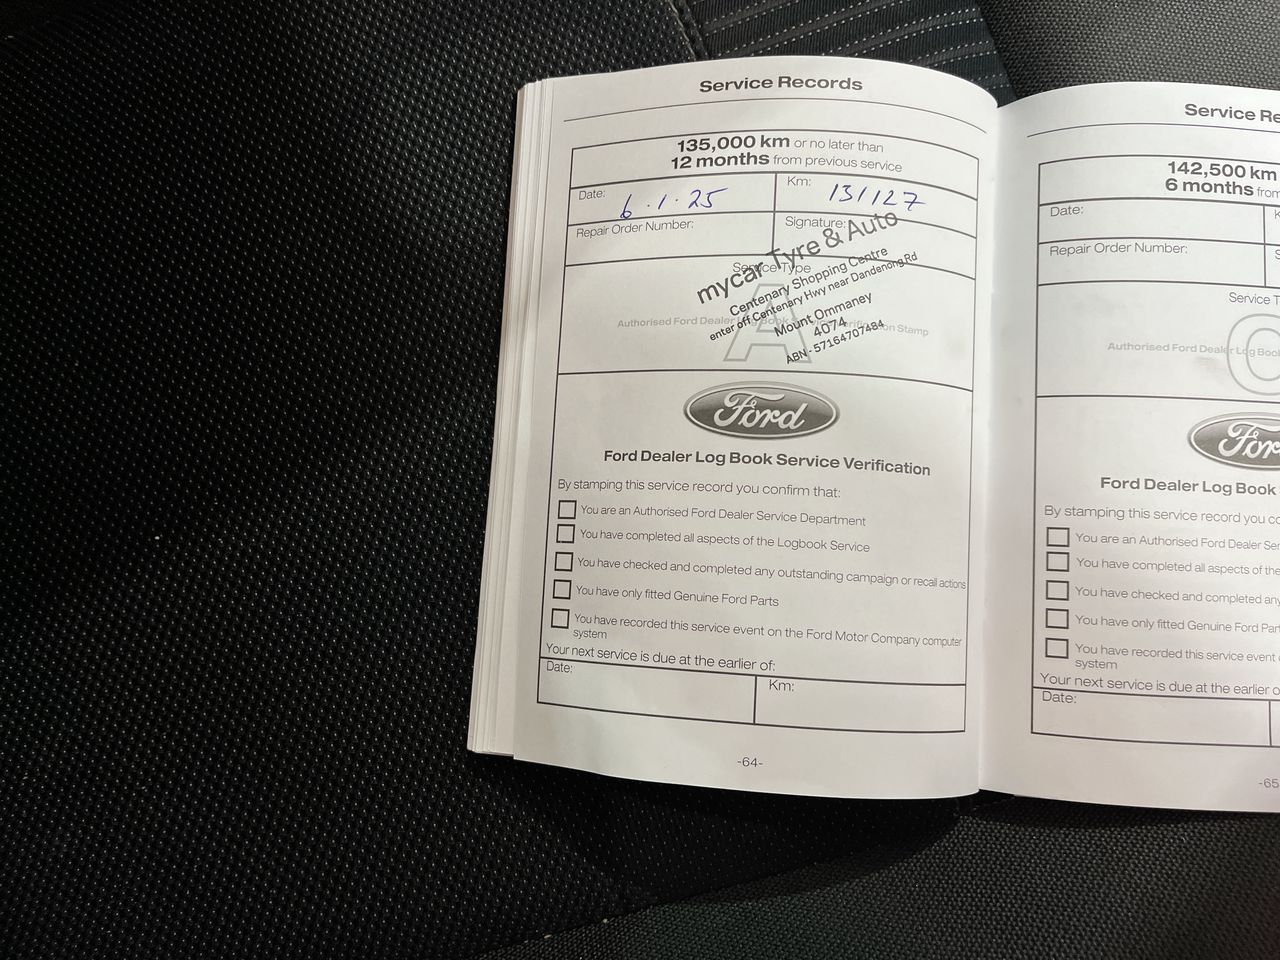 Service Records
135,000 km or no later than
12 months from previous service
Date: 6.1.25
Km: 131127
Repair Order Number:
Signature:
Service Type
A
Authorised Ford Dealer Log Book Service Verification Stamp
mycar Tyre & Auto
Centenary Shopping Centre
enter off Centenary Hwy near Dandenong Rd
Mount Ommaney
4074
ABN - 57164707484
Ford
Ford Dealer Log Book Service Verification
By stamping this service record you confirm that:
You are an Authorised Ford Dealer Service Department
You have completed all aspects of the Logbook Service
You have checked and completed any outstanding campaign or recall actions
You have only fitted Genuine Ford Parts
You have recorded this service event on the Ford Motor Company computer
system
Your next service is due at the earlier of:
Date:
Km:
-64-
Service Re
142,500 km
6 months from
Date:
K
Repair Order Number:
S
Service T
Authorised Ford Dealer Log Book
For
Ford Dealer Log Book
By stamping this service record you co
You are an Authorised Ford Dealer Ser
You have completed all aspects of the
You have checked and completed any
You have only fitted Genuine Ford Part
You have recorded this service event
system
Your next service is due at the earlier o
Date:
-65